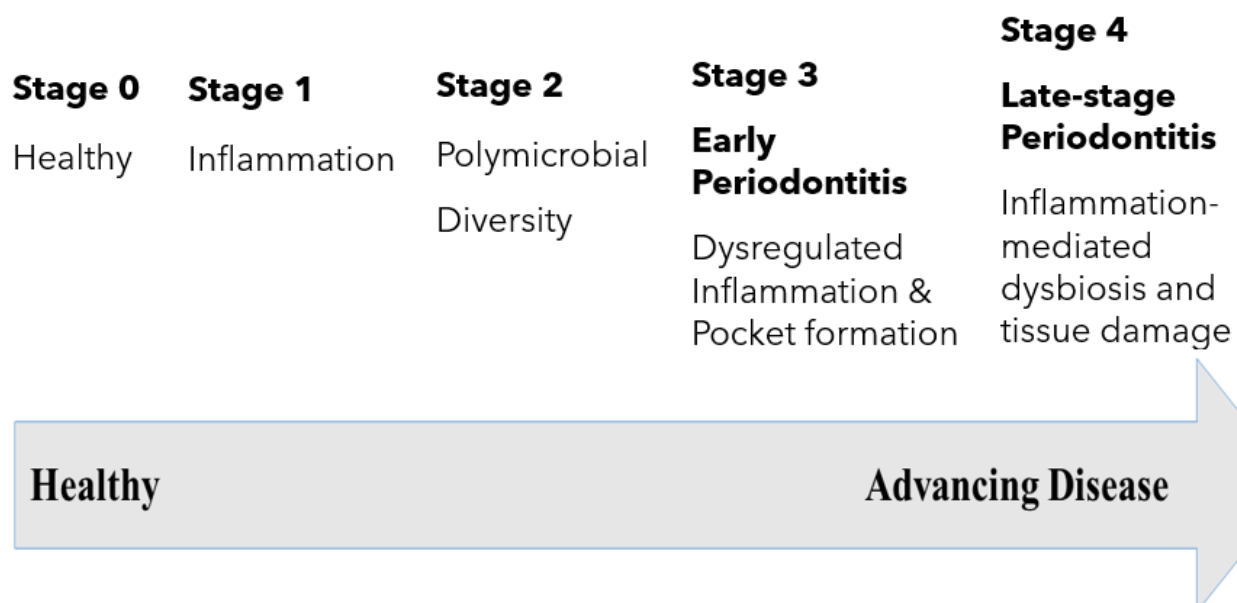 Stage 0
Healthy
Stage 1
Inflammation
Stage 2
Polymicrobial
Diversity
Stage 3
Early
Periodontitis
Dysregulated
Inflammation &
Pocket formation
Stage 4
Late-stage
Periodontitis
Inflammation-
mediated
dysbiosis and
tissue damage
Healthy
Advancing Disease